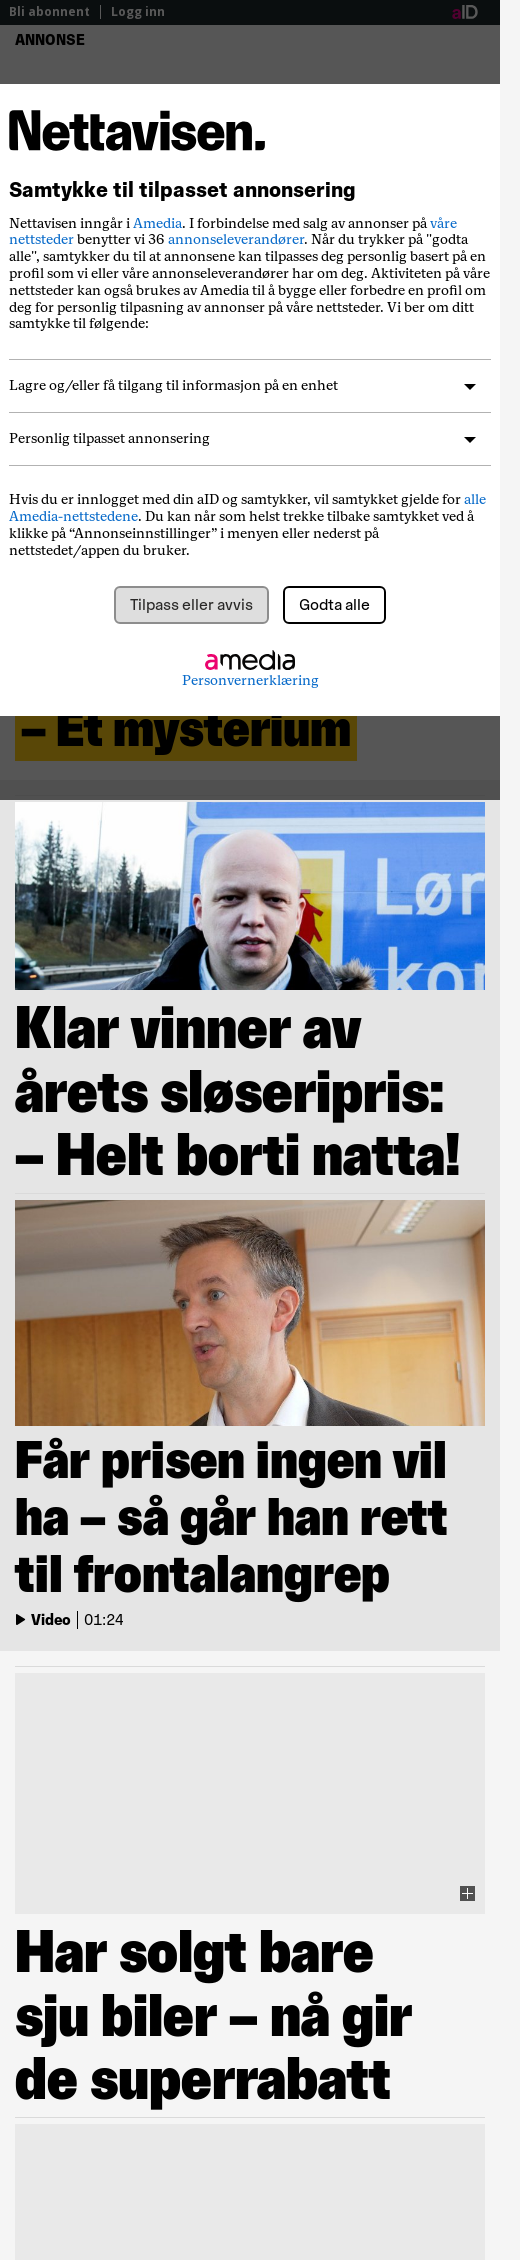 Bli abonnent
Logg inn
aID
ANNONSE
Nettavisen.
Samtykke til tilpasset annonsering
Nettavisen inngår i Amedia. I forbindelse med salg av annonser på våre
nettsteder benytter vi 36 annonseleverandører. Når du trykker på "godta
alle", samtykker du til at annonsene kan tilpasses deg personlig basert på en
profil som vi eller våre annonseleverandører har om deg. Aktiviteten på våre
nettsteder kan også brukes av Amedia til å bygge eller forbedre en profil om
deg for personlig tilpasning av annonser på våre nettsteder. Vi ber om ditt
samtykke til følgende:
Lagre og/eller få tilgang til informasjon på en enhet
Personlig tilpasset annonsering
Hvis du er innlogget med din aID og samtykker, vil samtykket gjelde for alle
Amedia-nettstedene. Du kan når som helst trekke tilbake samtykket ved å
klikke på “Annonseinnstillinger” i menyen eller nederst på
nettstedet/appen du bruker.
Tilpass eller avvis
Godta alle
amedia
Personvernerklæring
– Et mysterium
Lør
kor
Klar vinner av
årets sløseripris:
– Helt borti natta!
Får prisen ingen vil
ha – så går han rett
til frontalangrep
Video
01:24
Har solgt bare
sju biler – nå gir
de superrabatt